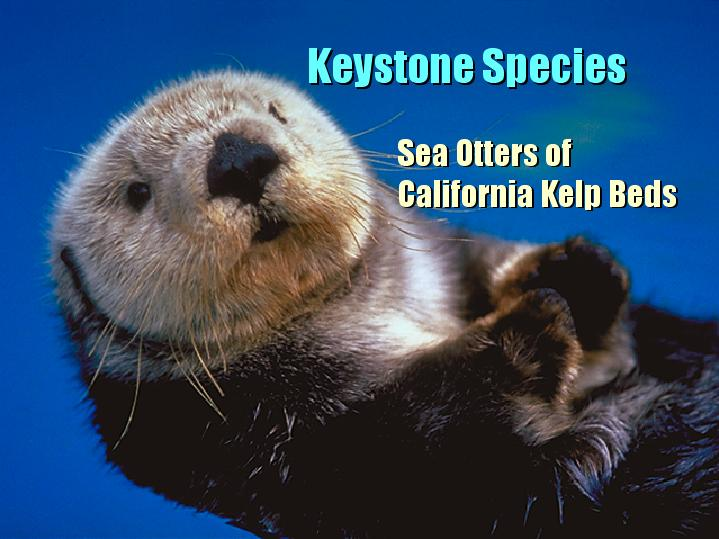 Keystone Species
Sea Otters of
California Kelp Beds